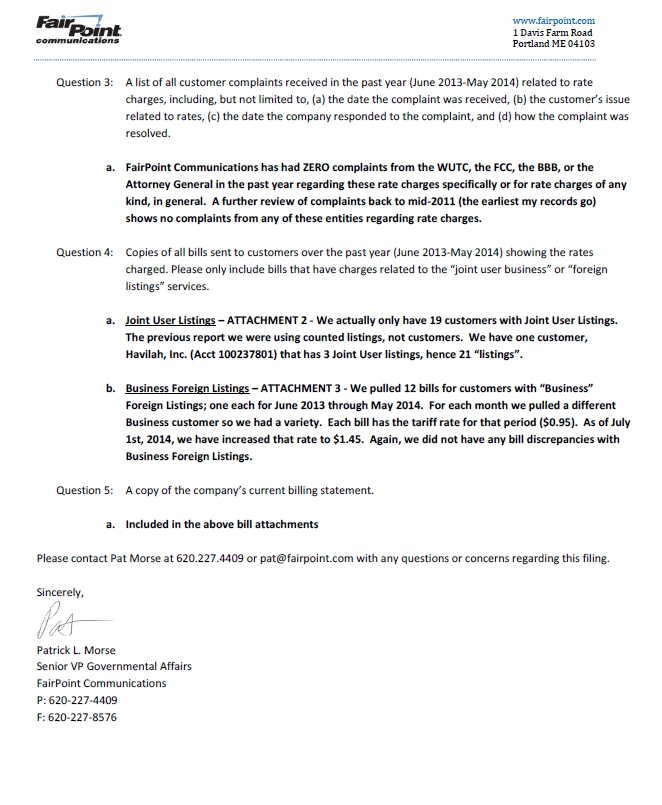 FairPoint
communications
www.fairpoint.com
1 Davis Farm Road
Portland ME 04103
Question 3: A list of all customer complaints received in the past year (June 2013-May 2014) related to rate
charges, including, but not limited to, (a) the date the complaint was received, (b) the customer's issue
related to rates, (c) the date the company responded to the complaint, and (d) how the complaint was
resolved.
a. FairPoint Communications has had ZERO complaints from the WUTC, the FCC, the BBB, or the
Attorney General in the past year regarding these rate charges specifically or for rate charges of any
kind, in general. A further review of complaints back to mid-2011 (the earliest my records go)
shows no complaints from any of these entities regarding rate charges.
Question 4: Copies of all bills sent to customers over the past year (June 2013-May 2014) showing the rates
charged. Please only include bills that have charges related to the "joint user business" or "foreign
listings" services.
a. Joint User Listings – ATTACHMENT 2 - We actually only have 19 customers with Joint User Listings.
The previous report we were using counted listings, not customers. We have one customer,
Havilah, Inc. (Acct 100237801) that has 3 Joint User listings, hence 21 "listings".
b. Business Foreign Listings – ATTACHMENT 3 - We pulled 12 bills for customers with "Business"
Foreign Listings; one each for June 2013 through May 2014. For each month we pulled a different
Business customer so we had a variety. Each bill has the tariff rate for that period ($0.95). As of July
1st, 2014, we have increased that rate to $1.45. Again, we did not have any bill discrepancies with
Business Foreign Listings.
Question 5: A copy of the company's current billing statement.
a. Included in the above bill attachments
Please contact Pat Morse at 620.227.4409 or pat@fairpoint.com with any questions or concerns regarding this filing.
Sincerely,
Pat
Patrick L. Morse
Senior VP Governmental Affairs
FairPoint Communications
P: 620-227-4409
F: 620-227-8576